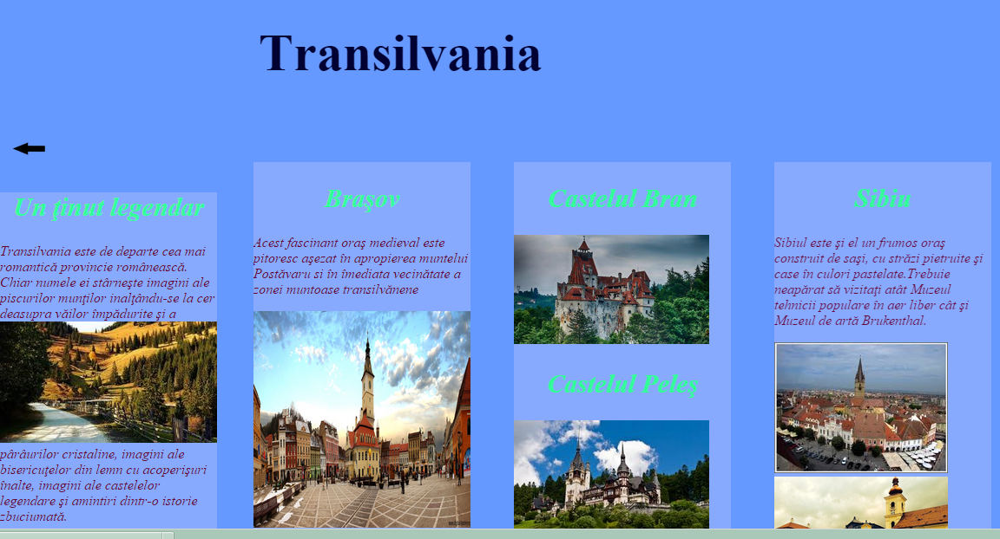 Transilvania
Un ţinut legendar
Transilvania este de departe cea mai
romantică provincie românească.
Chiar numele ei stârneşte imagini ale
piscurilor munţilor inalţându-se la cer
deasupra văilor împădurite şi a
pârâurilor cristaline, imagini ale
bisericuţelor din lemn cu acoperişuri
înalte, imagini ale castelelor
legendare şi amintiri dintr-o istorie
zbuciumată.
Braşov
Acest fascinant oraş medieval este
pitoresc aşezat în apropierea muntelui
Postăvaru si în îmediata vecinătate a
zonei muntoase transilvănene
Castelul Bran
Castelul Peleş
Sibiu
Sibiul este şi el un frumos oraş
construit de saşi, cu străzi pietruite şi
case în culori pastelate.Trebuie
neapărat să vizitaţi atât Muzeul
tehnicii populare în aer liber cât şi
Muzeul de artă Brukenthal.